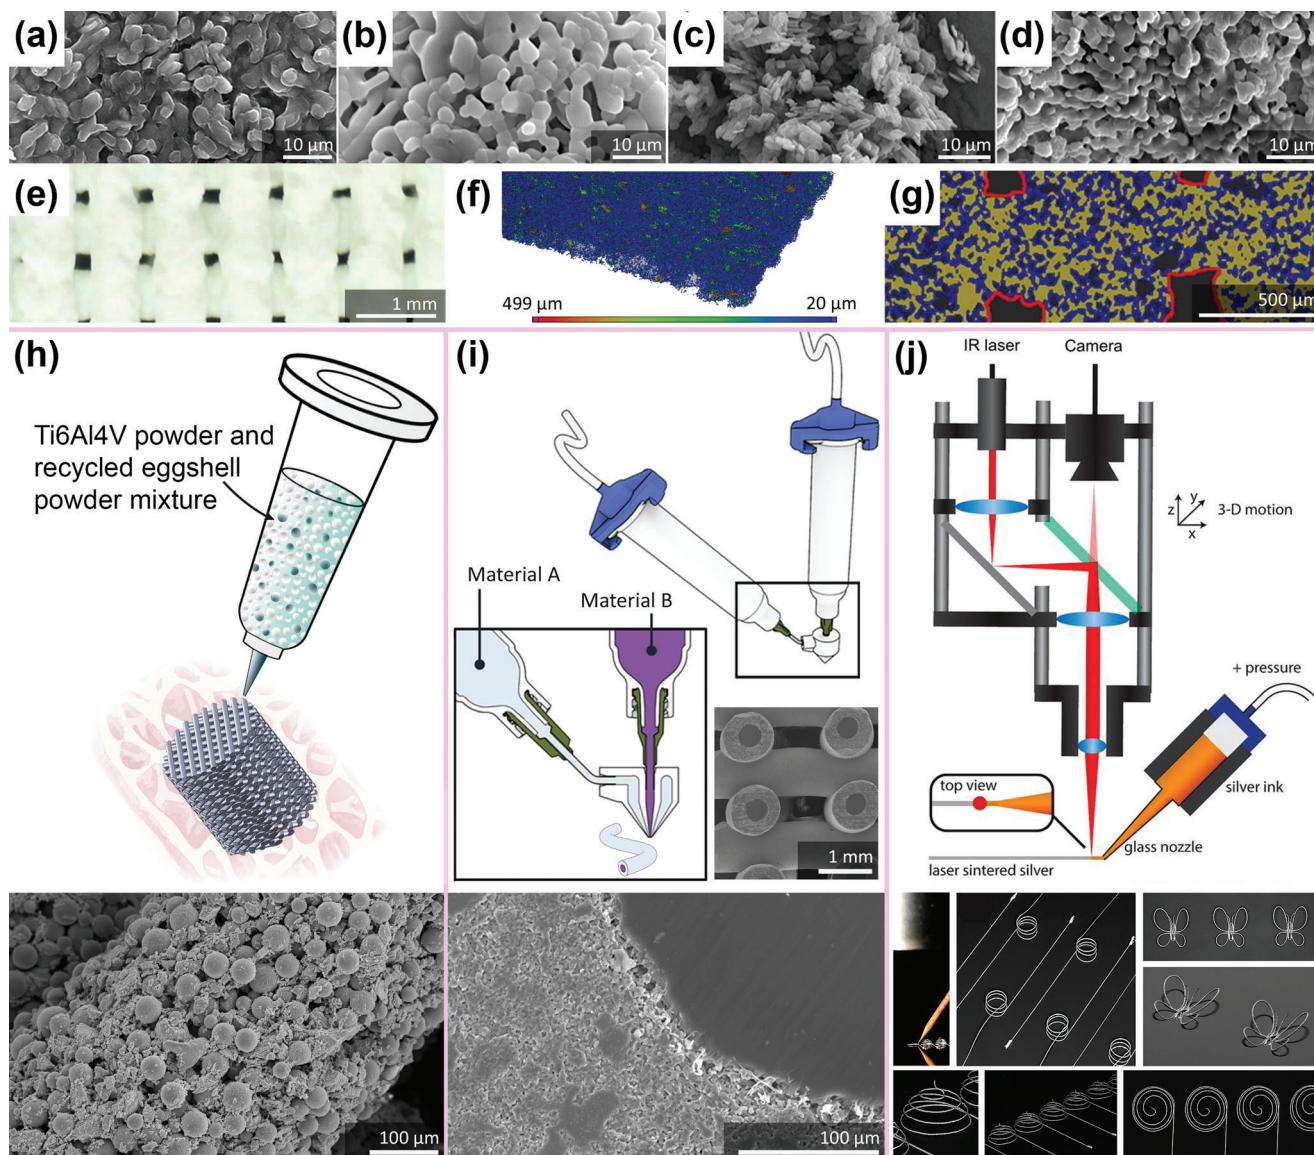 (a)
10 µm
(b)
10 µm
(c)
10 µm
(d)
10 µm
(e)
1 mm
(f)
499 µm
20 µm
(g)
500 µm
(h)
Ti6Al4V powder and
recycled eggshell
powder mixture
100 µm
(i)
Material A
Material B
1 mm
100 µm
(j)
IR laser
Camera
z
y
x
3-D motion
+ pressure
top view
silver ink
glass nozzle
laser sintered silver